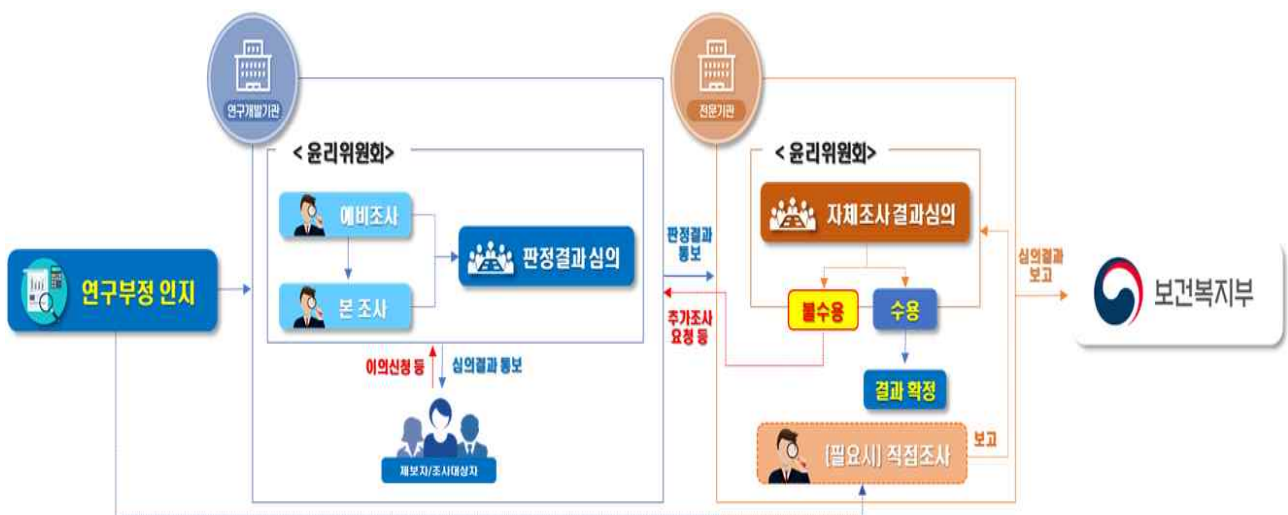 연구개발기관
전문기관
< 윤리위원회>
< 윤리위원회>
예비조사
자체조사 결과심의
판정결과 심의
판정결과
통보
심의결과
보고
연구부정 인지
본 조사
불수용
수용
보건복지부
추가조사
요청 등
이의신청 등
심의결과 통보
결과 확정
제보자/조사대상자
(필요시) 직접조사
보고